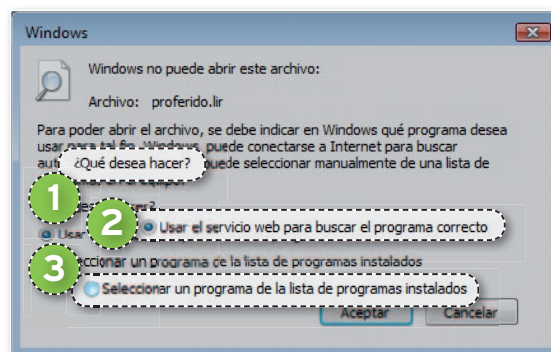 Windows
Windows no puede abrir este archivo:
Archivo: proferido.lir
Para poder abrir el archivo, se debe indicar en Windows qué programa desea
usar para tal fin. Windows puede conectarse a Internet para buscar
¿Qué desea hacer? puede seleccionar manualmente de una lista de
1
2 Usar el servicio web para buscar el programa correcto
un programa de la lista de programas instalados
3 Seleccionar un programa de la lista de programas instalados
Aceptar Cancelar